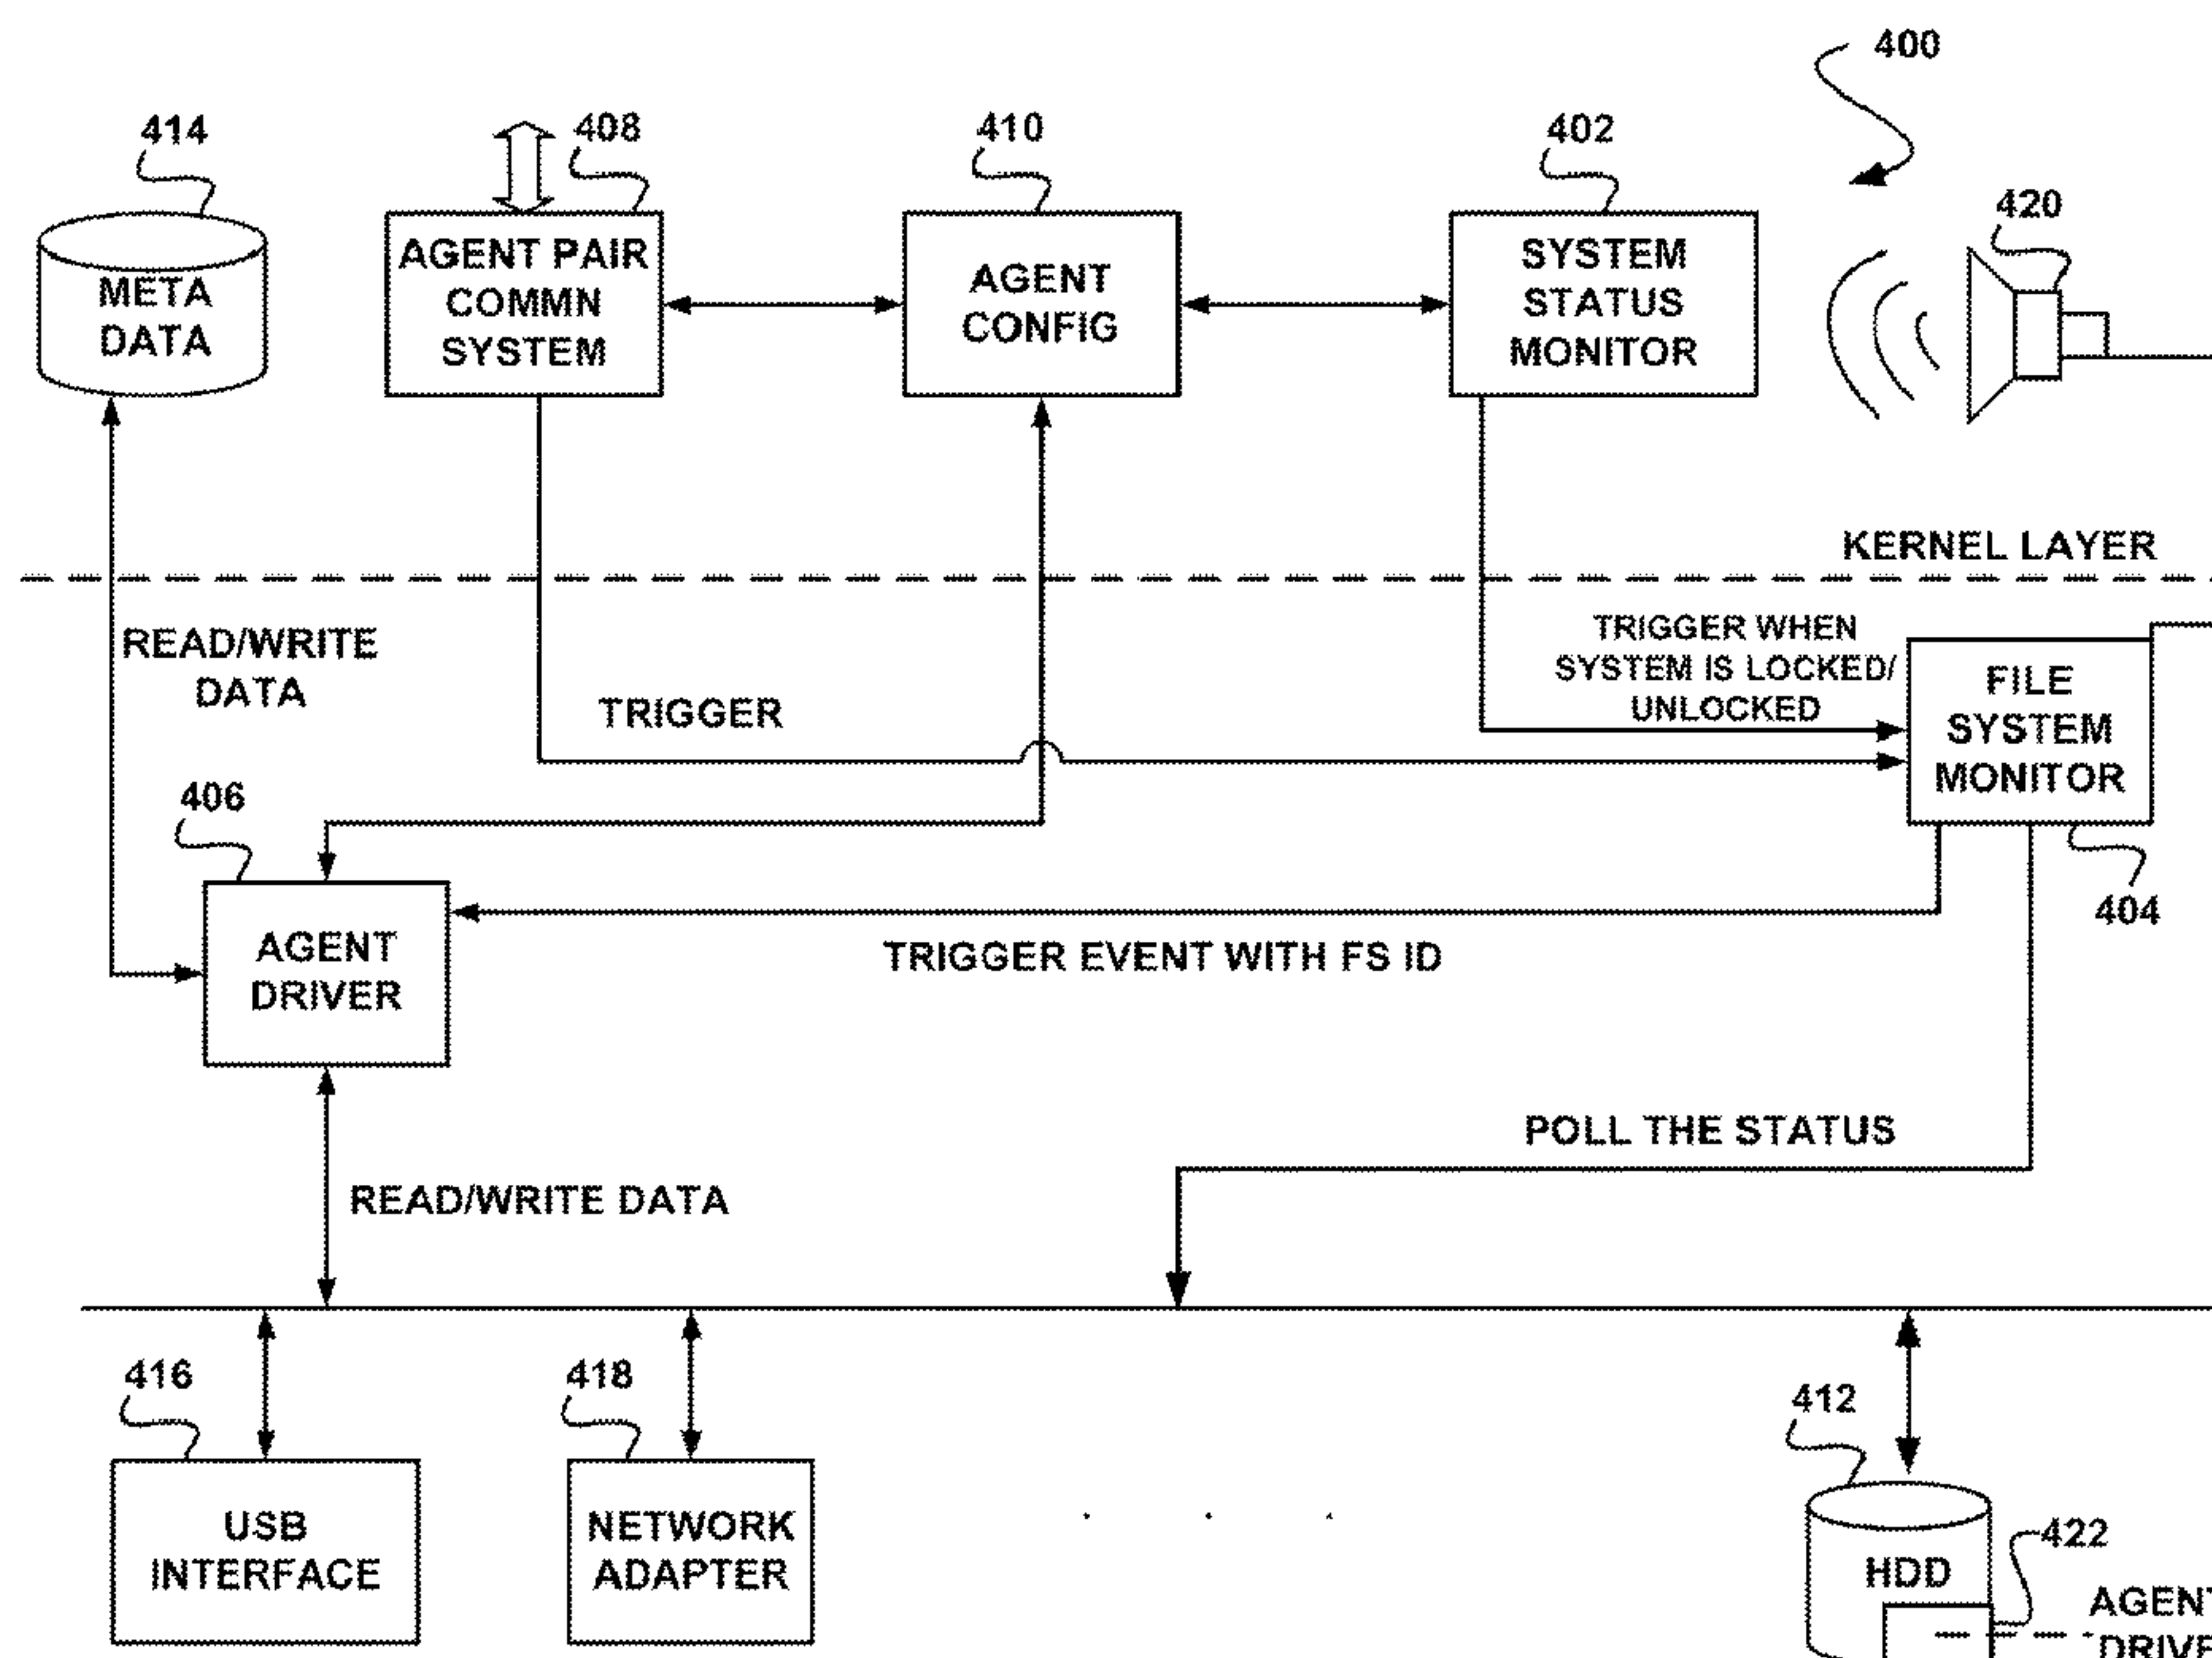 400
414
408
410
402
420
META
DATA
AGENT PAIR
COMMN
SYSTEM
AGENT
CONFIG
SYSTEM
STATUS
MONITOR
KERNEL LAYER
READ/WRITE
DATA
TRIGGER
TRIGGER WHEN
SYSTEM IS LOCKED/
UNLOCKED
FILE
SYSTEM
MONITOR
406
404
AGENT
DRIVER
TRIGGER EVENT WITH FS ID
POLL THE STATUS
READ/WRITE DATA
416
418
412
USB
INTERFACE
NETWORK
ADAPTER
HDD
422
AGENT